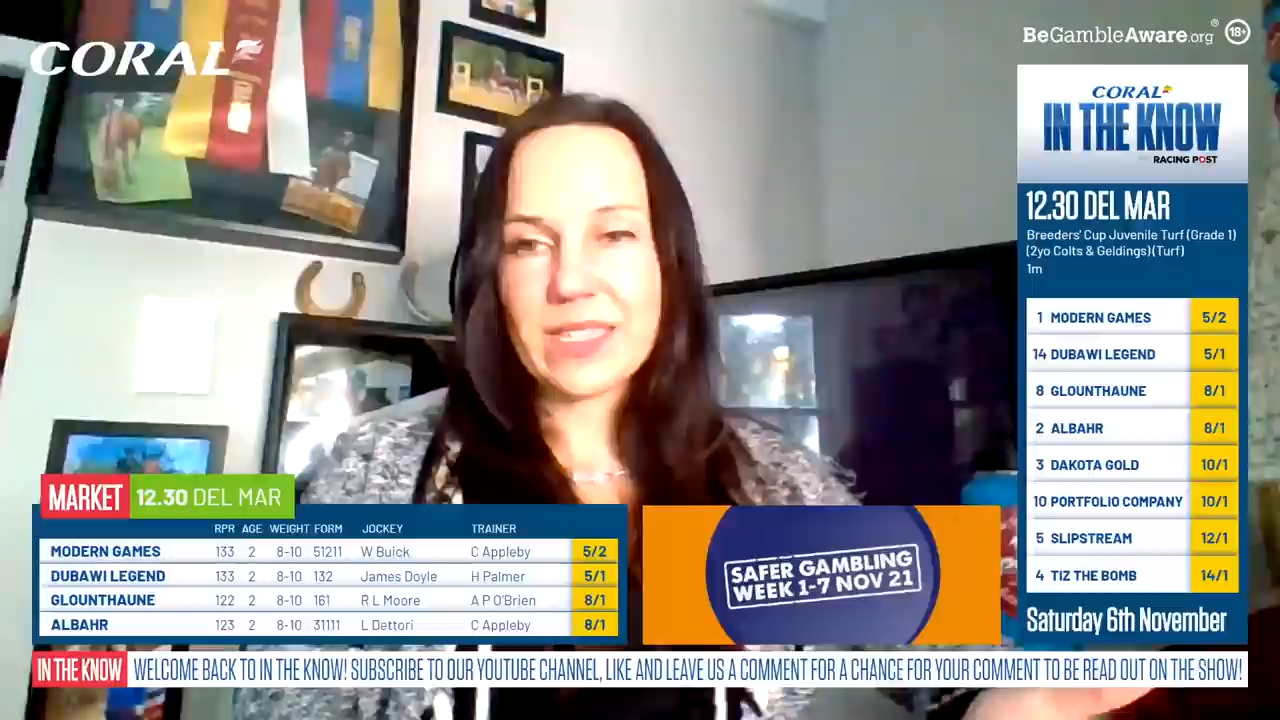 CORAL
BeGambleAware.org® 18+
CORAL
IN THE KNOW
RACING POST
12.30 DEL MAR
Breeders' Cup Juvenile Turf (Grade 1)
(2yo Colts & Geldings)(Turf)
1m
1 MODERN GAMES 5/2
14 DUBAWI LEGEND 5/1
8 GLOUNTHAUNE 8/1
2 ALBAHR 8/1
3 DAKOTA GOLD 10/1
10 PORTFOLIO COMPANY 10/1
5 SLIPSTREAM 12/1
4 TIZ THE BOMB 14/1
Saturday 6th November
MARKET 12.30 DEL MAR
RPR AGE WEIGHT FORM JOCKEY TRAINER
MODERN GAMES 133 2 8-10 51211 W Buick C Appleby 5/2
DUBAWI LEGEND 133 2 8-10 132 James Doyle H Palmer 5/1
GLOUNTHAUNE 122 2 8-10 161 R L Moore A P O'Brien 8/1
ALBAHR 123 2 8-10 31111 L Dettori C Appleby 8/1
SAFER GAMBLING
WEEK 1-7 NOV 21
IN THE KNOW WELCOME BACK TO IN THE KNOW! SUBSCRIBE TO OUR YOUTUBE CHANNEL, LIKE AND LEAVE US A COMMENT FOR A CHANCE FOR YOUR COMMENT TO BE READ OUT ON THE SHOW!